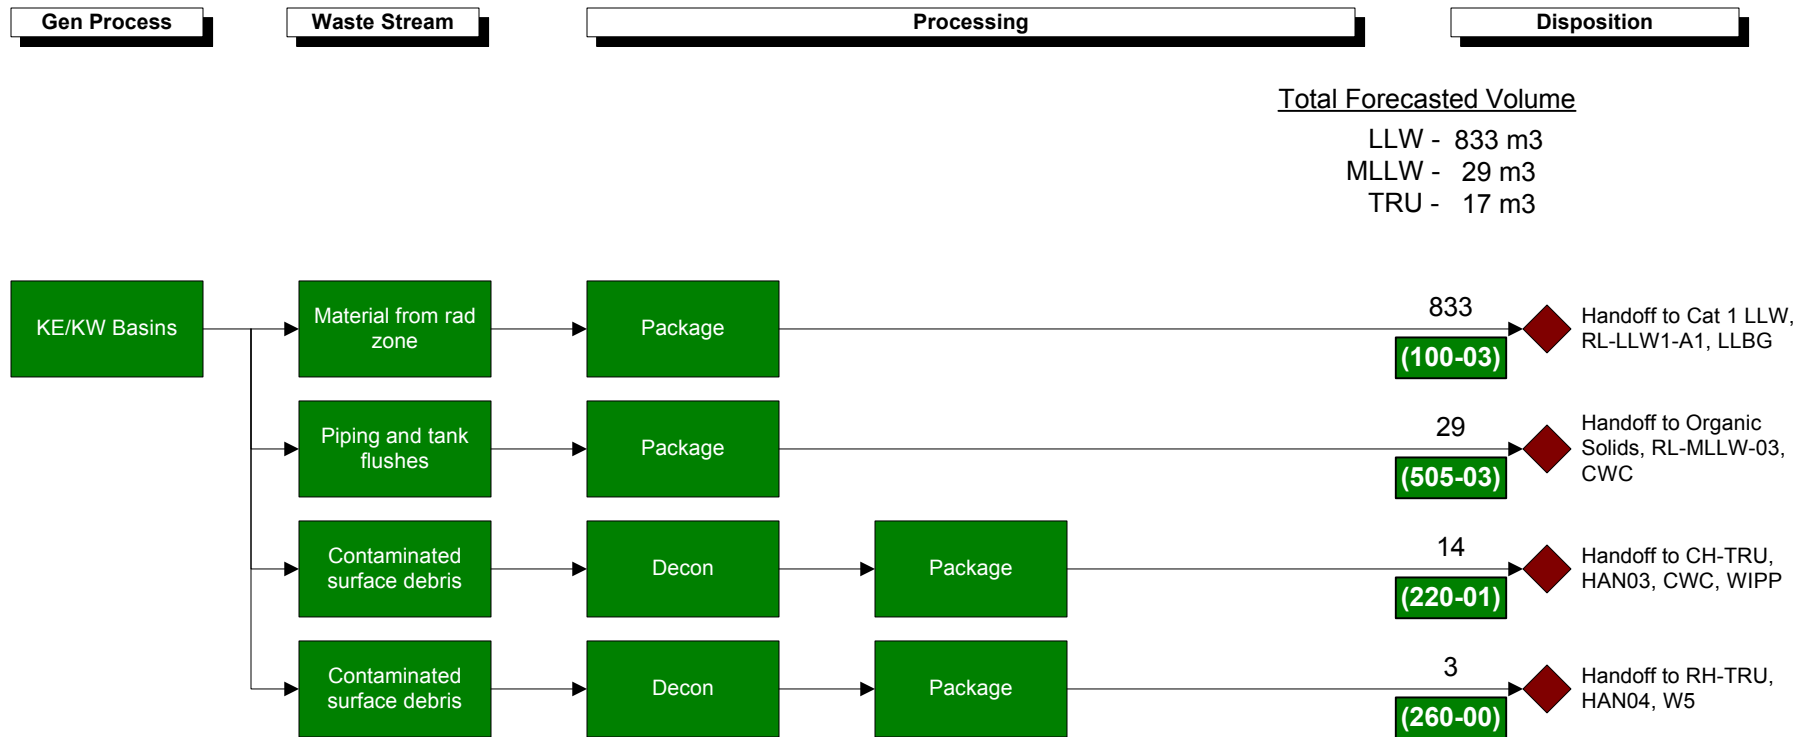 Gen Process
Waste Stream
Processing
Disposition
Total Forecasted Volume
LLW - 833 m3
MLLW - 29 m3
TRU - 17 m3
KE/KW Basins
Material from rad
zone
Package
833
(100-03)
Handoff to Cat 1 LLW,
RL-LLW1-A1, LLBG
Piping and tank
flushes
Package
29
(505-03)
Handoff to Organic
Solids, RL-MLLW-03,
CWC
Contaminated
surface debris
Decon
Package
14
(220-01)
Handoff to CH-TRU,
HAN03, CWC, WIPP
Contaminated
surface debris
Decon
Package
3
(260-00)
Handoff to RH-TRU,
HAN04, W5